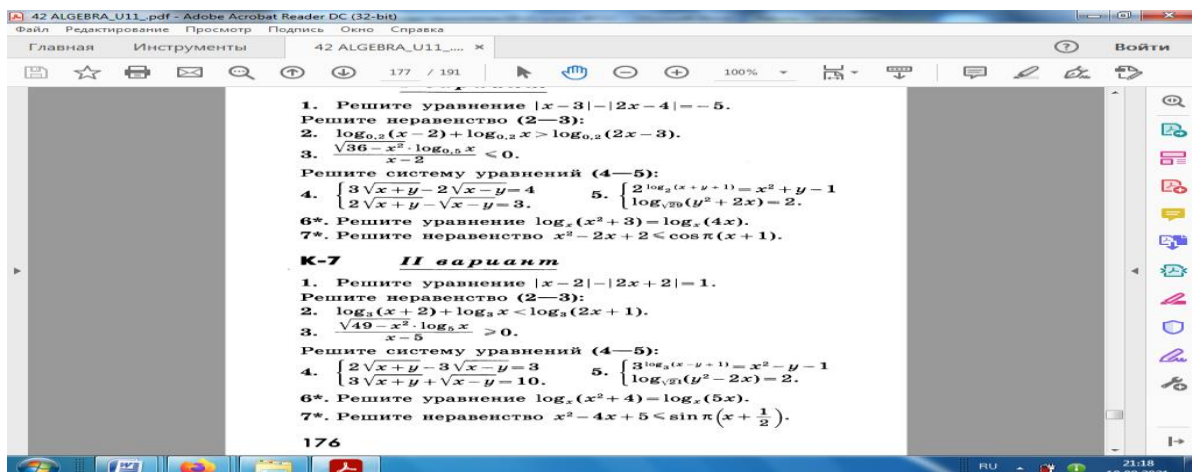 42 ALGEBRA_U11_.pdf - Adobe Acrobat Reader DC (32-bit)
Файл Редактирование Просмотр Подпись Окно Справка
Главная Инструменты 42 ALGEBRA_U11_.... × Войти
177 / 191 100%
1. Решите уравнение |x − 3| − |2x − 4| = − 5.
Решите неравенство (2—3):
2. log₀,₂(x − 2) + log₀,₂ x > log₀,₂(2x − 3).
3. (√(36 − x²) · log₀,₅ x)/(x − 2) ⩽ 0.
Решите систему уравнений (4—5):
4. { 3√(x + y) − 2√(x − y) = 4 5. { 2^(log₂(x + y + 1)) = x² + y − 1
{ 2√(x + y) − √(x − y) = 3. { log_√29(y² + 2x) = 2.
6*. Решите уравнение logₓ(x² + 3) = logₓ(4x).
7*. Решите неравенство x² − 2x + 2 ⩽ cos π(x + 1).
К-7 II вариант
1. Решите уравнение |x − 2| − |2x + 2| = 1.
Решите неравенство (2—3):
2. log₃(x + 2) + log₃ x < log₃(2x + 1).
3. (√(49 − x²) · log₅ x)/(x − 5) ⩾ 0.
Решите систему уравнений (4—5):
4. { 2√(x + y) − 3√(x − y) = 3 5. { 3^(log₃(x − y + 1)) = x² − y − 1
{ 3√(x + y) + √(x − y) = 10. { log_√21(y² − 2x) = 2.
6*. Решите уравнение logₓ(x² + 4) = logₓ(5x).
7*. Решите неравенство x² − 4x + 5 ⩽ sin π(x + 1/2).
176
RU 21:18